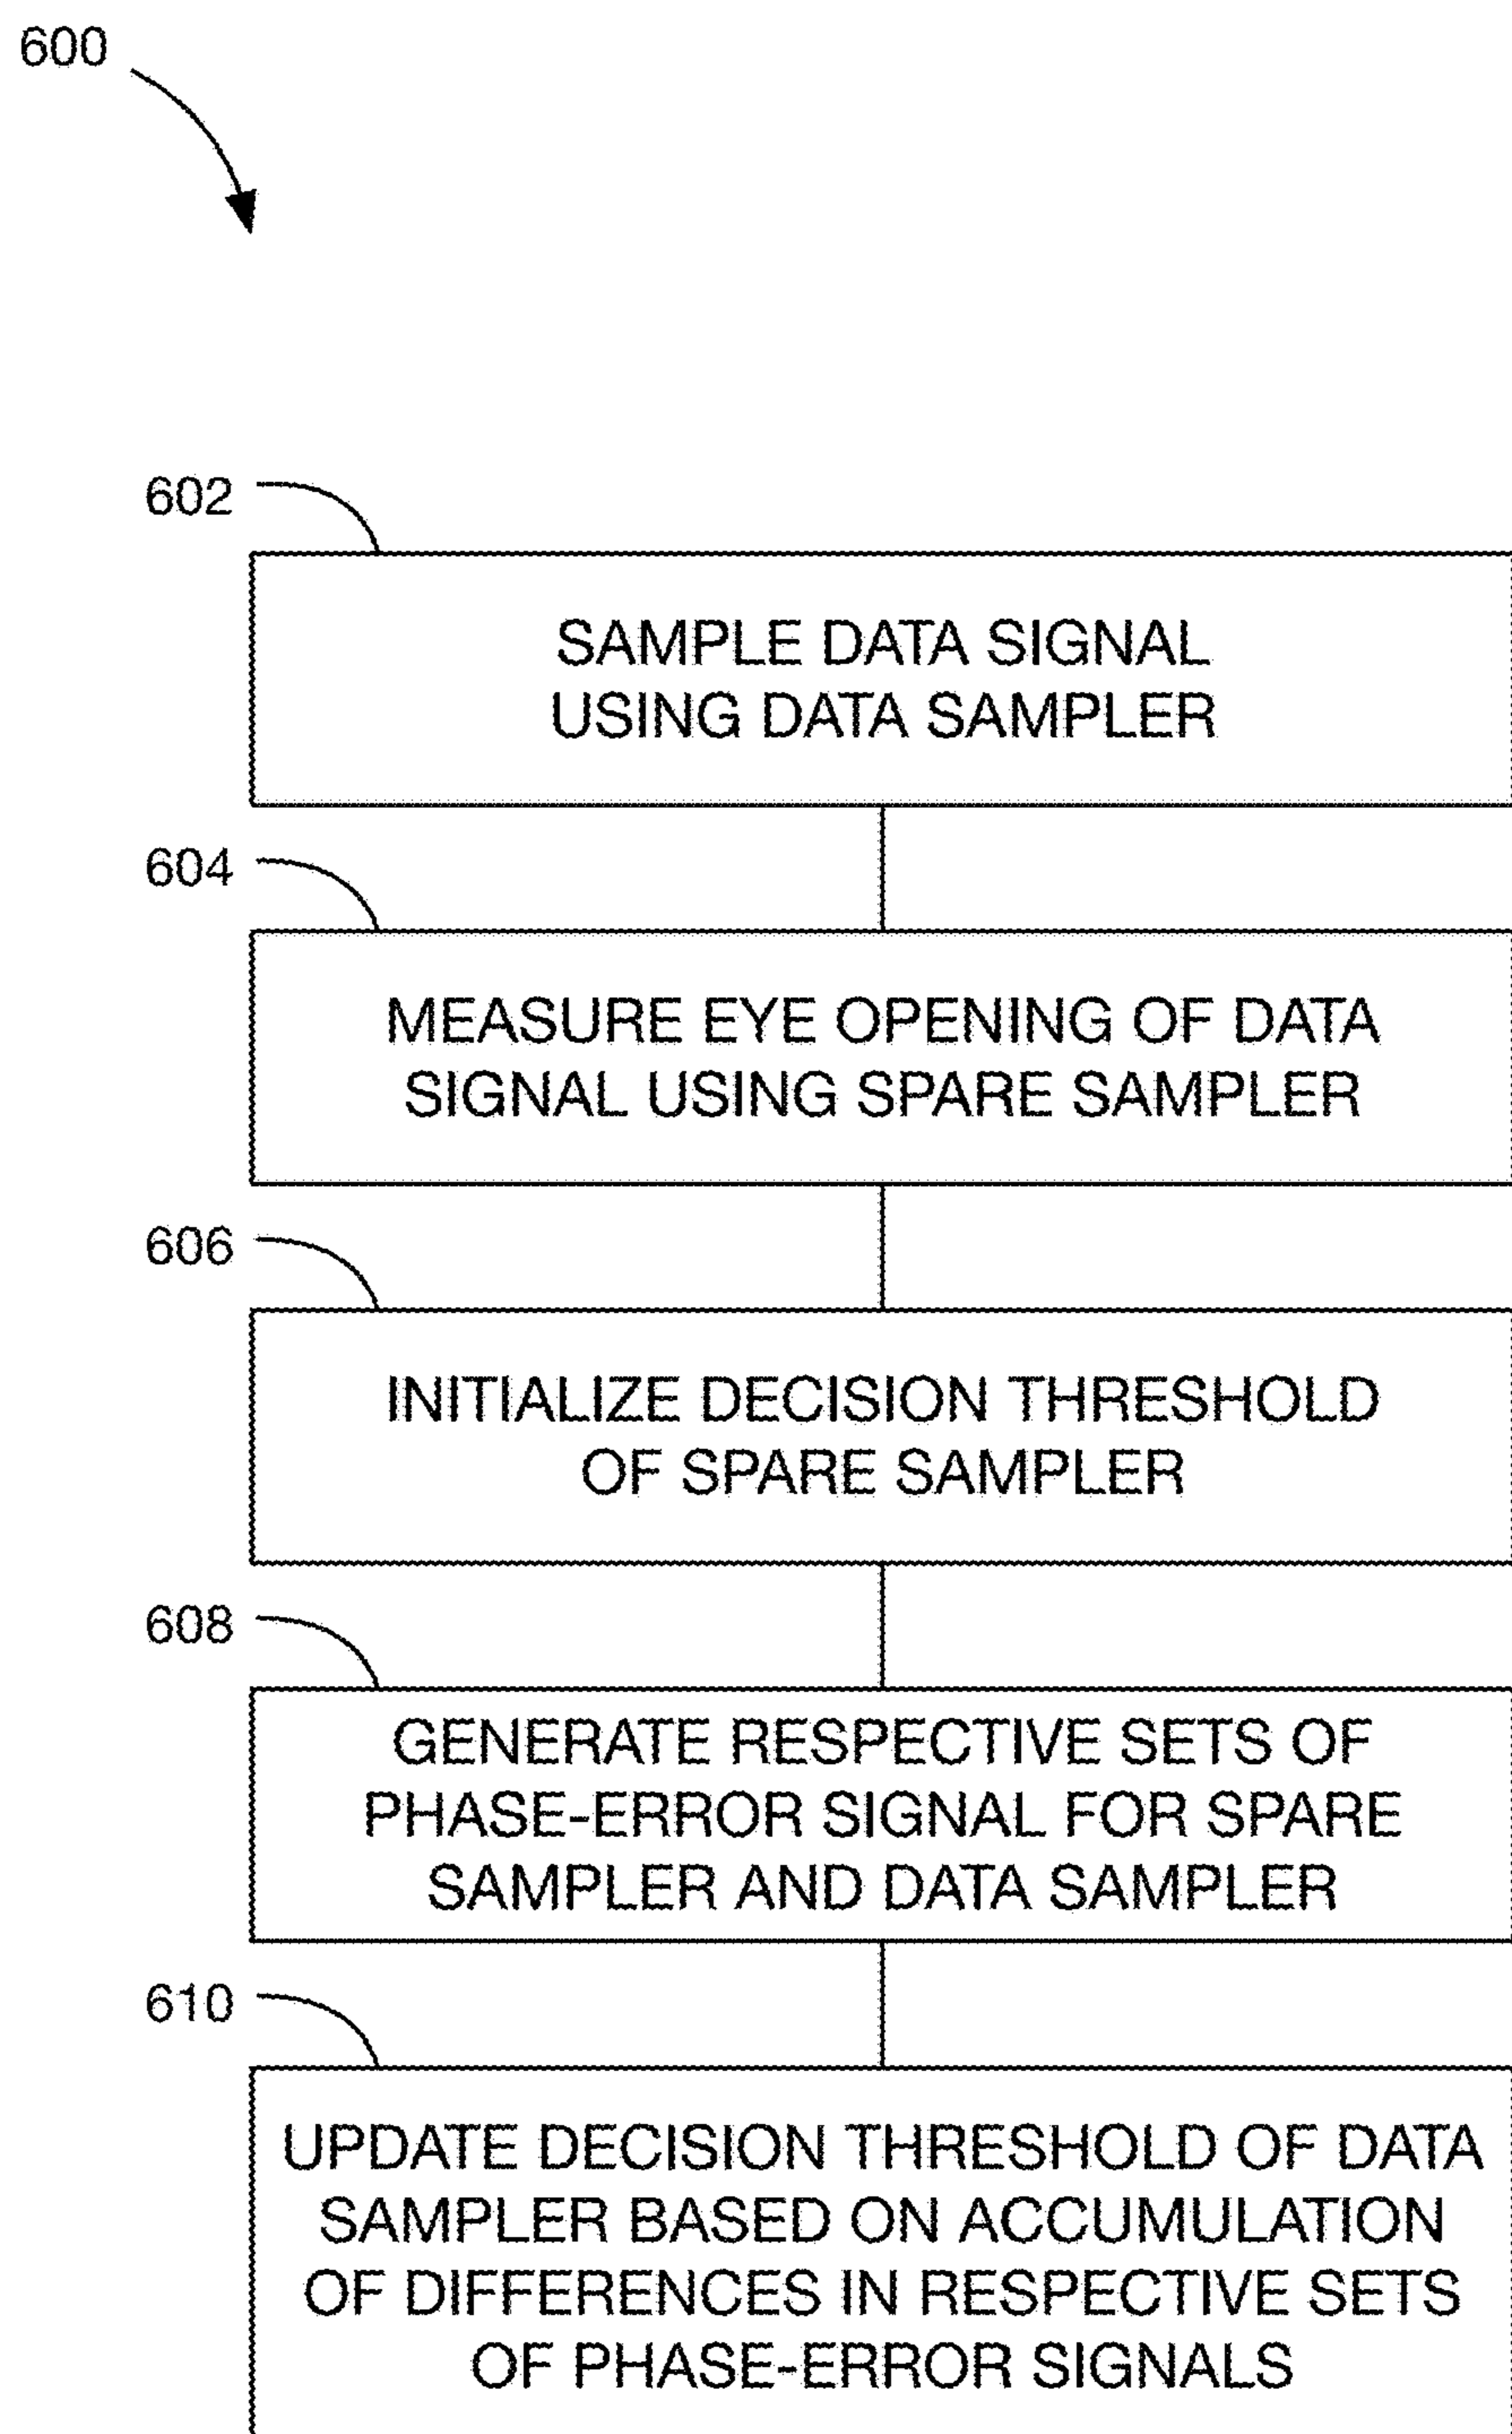 600
602
SAMPLE DATA SIGNAL
USING DATA SAMPLER
604
MEASURE EYE OPENING OF DATA
SIGNAL USING SPARE SAMPLER
606
INITIALIZE DECISION THRESHOLD
OF SPARE SAMPLER
608
GENERATE RESPECTIVE SETS OF
PHASE-ERROR SIGNAL FOR SPARE
SAMPLER AND DATA SAMPLER
610
UPDATE DECISION THRESHOLD OF DATA
SAMPLER BASED ON ACCUMULATION
OF DIFFERENCES IN RESPECTIVE SETS
OF PHASE-ERROR SIGNALS